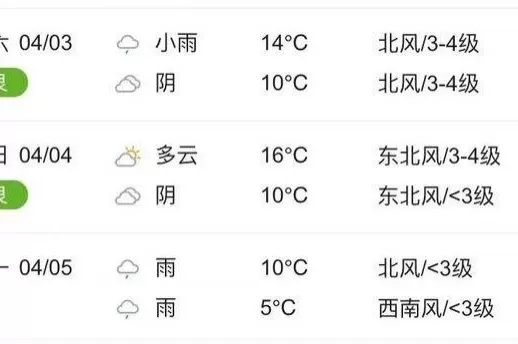 六 04/03 小雨 14°C 北风/3-4级
良 阴 10°C 北风/3-4级
日 04/04 多云 16°C 东北风/3-4级
良 阴 10°C 东北风/<3级
一 04/05 雨 10°C 北风/<3级
雨 5°C 西南风/<3级